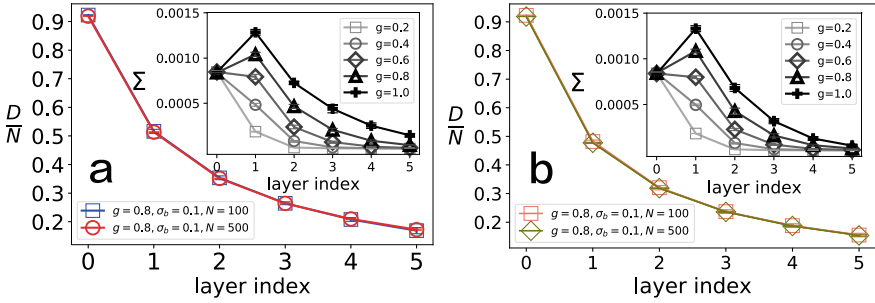 0.9
0.8
0.7
0.6
0.5
0.4
0.3
0.2
D
N
0 1 2 3 4 5
layer index
a
g = 0.8, σ_b = 0.1, N = 100
g = 0.8, σ_b = 0.1, N = 500
Σ
0.0015
0.0010
0.0005
0 1 2 3 4 5
layer index
g=0.2
g=0.4
g=0.6
g=0.8
g=1.0
0.9
0.8
0.7
0.6
0.5
0.4
0.3
0.2
D
N
0 1 2 3 4 5
layer index
b
g = 0.8, σ_b = 0.1, N = 100
g = 0.8, σ_b = 0.1, N = 500
Σ
0.0015
0.0010
0.0005
0 1 2 3 4 5
layer index
g=0.2
g=0.4
g=0.6
g=0.8
g=1.0